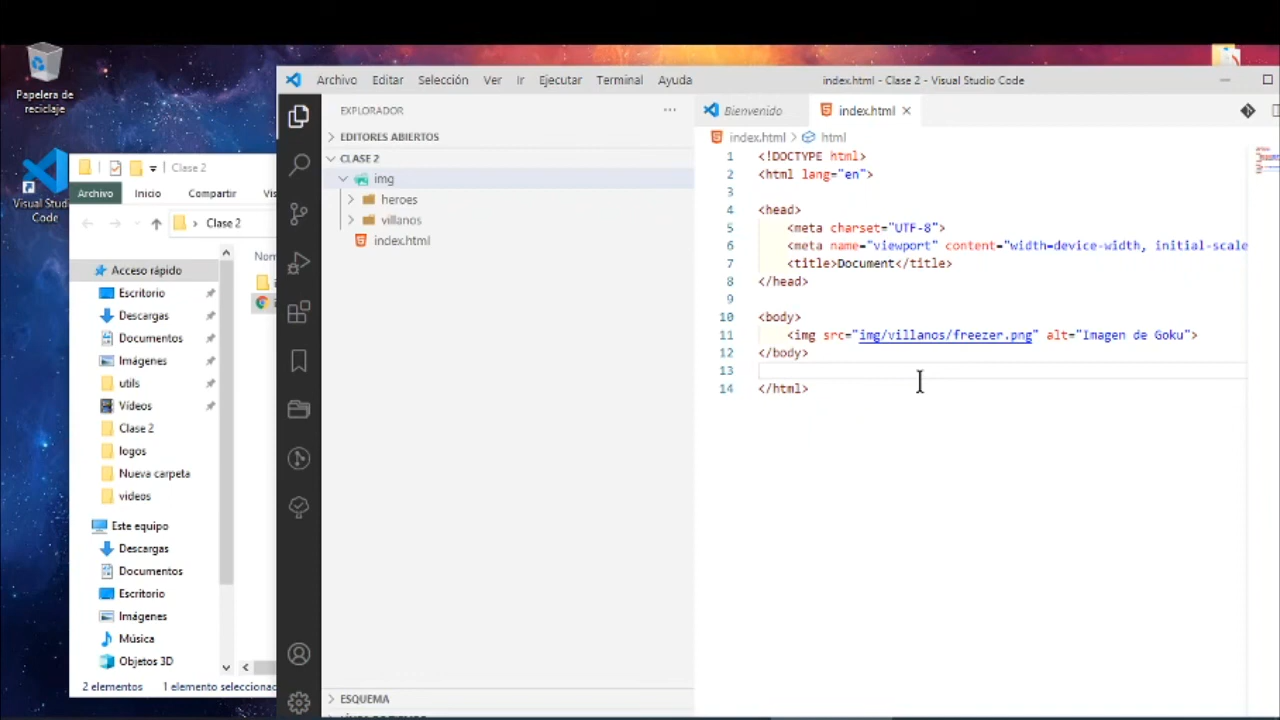 Papelera de
reciclaje
Visual Studio
Code
Clase 2
Archivo Inicio Compartir
Clase 2
Acceso rápido
Escritorio
Descargas
Documentos
Imágenes
utils
Vídeos
Clase 2
logos
Nueva carpeta
videos
Este equipo
Descargas
Documentos
Escritorio
Imágenes
Música
Objetos 3D
2 elementos 1 elemento
Archivo Editar Selección Ver Ir Ejecutar Terminal Ayuda
index.html - Clase 2 - Visual Studio Code
EXPLORADOR
EDITORES ABIERTOS
CLASE 2
img
heroes
villanos
index.html
ESQUEMA
Bienvenido index.html
index.html > html
1 <!DOCTYPE html>
2 <html lang="en">
3
4 <head>
5 <meta charset="UTF-8">
6 <meta name="viewport" content="width=device-width, initial-scale
7 <title>Document</title>
8 </head>
9
10 <body>
11 <img src="img/villanos/freezer.png" alt="Imagen de Goku">
12 </body>
13
14 </html>